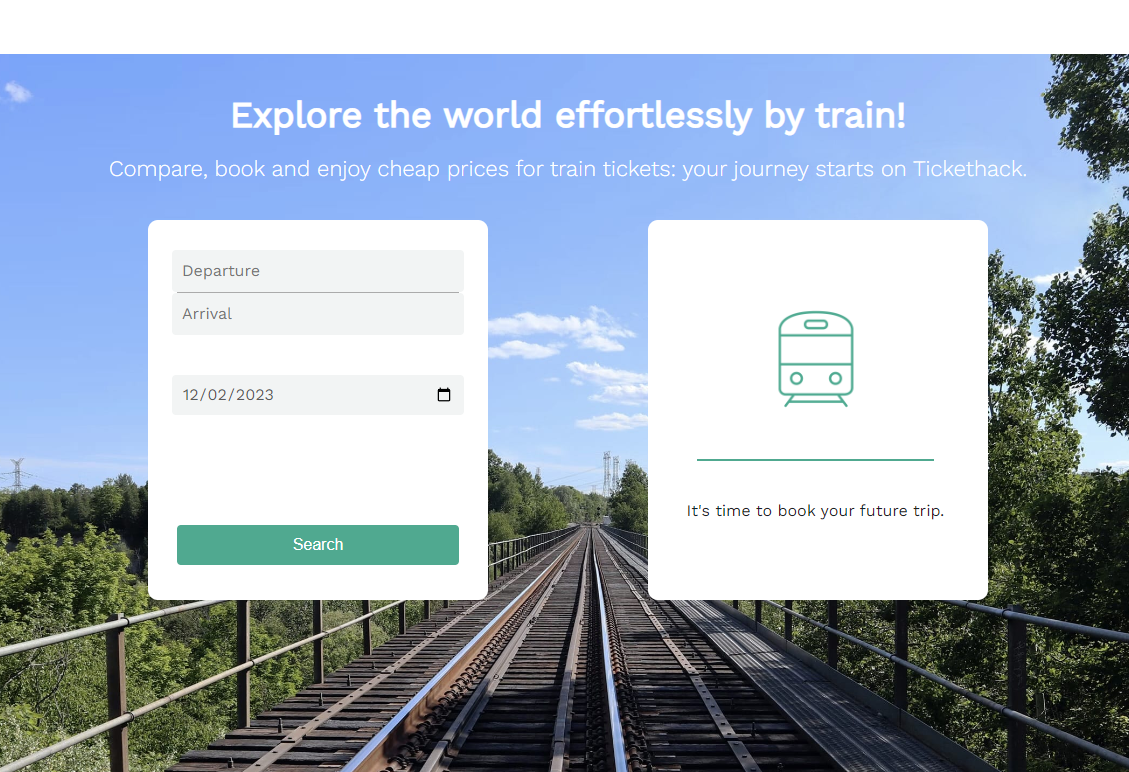 Explore the world effortlessly by train!
Compare, book and enjoy cheap prices for train tickets: your journey starts on Tickethack.
Departure
Arrival
12/02/2023
Search
It's time to book your future trip.